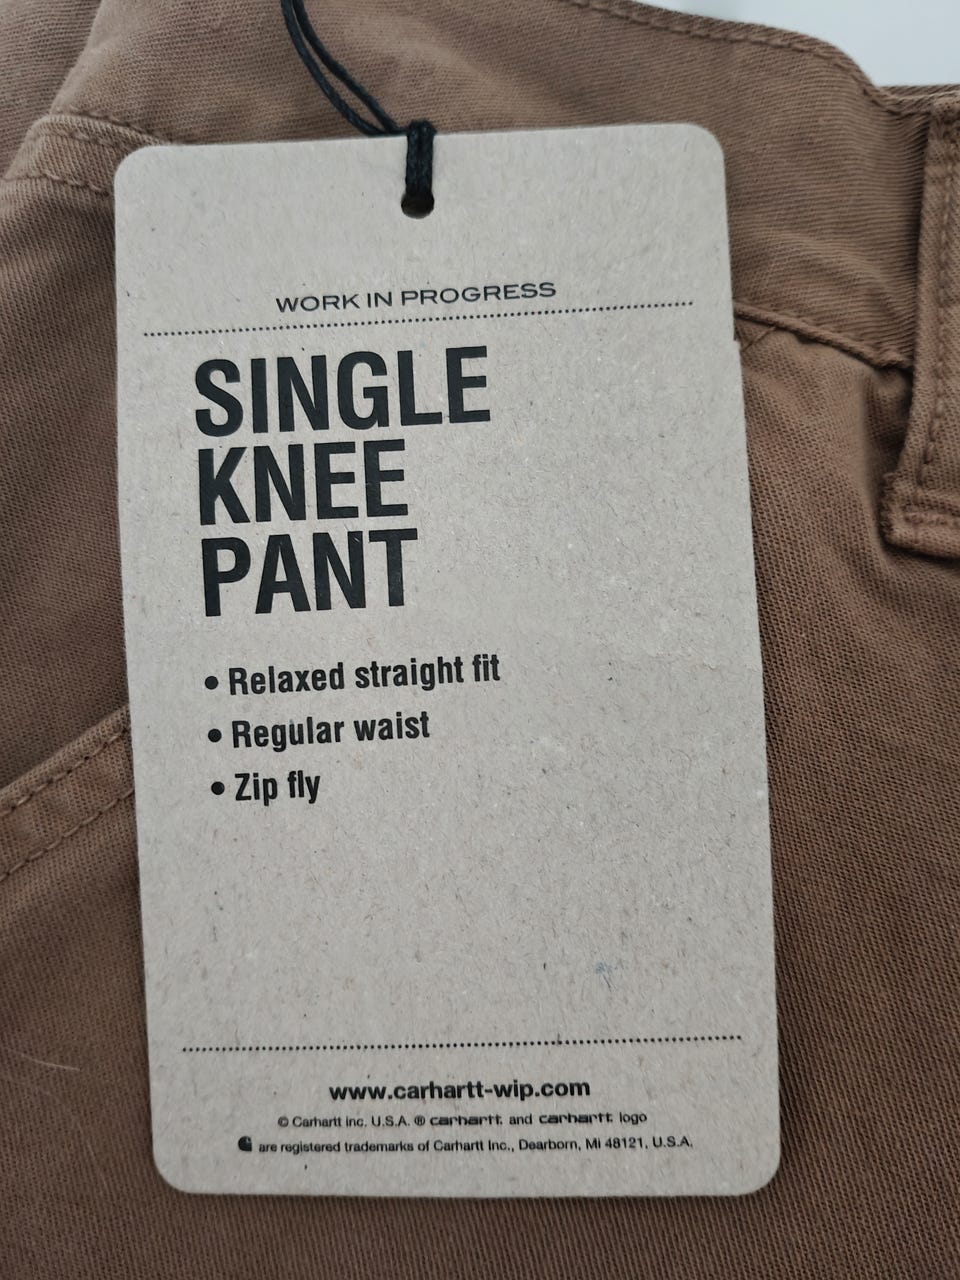 WORK IN PROGRESS
SINGLE
KNEE
PANT
• Relaxed straight fit
• Regular waist
• Zip fly
www.carhartt-wip.com
© Carhartt Inc. U.S.A. ® carhartt and carhartt logo
are registered trademarks of Carhartt Inc., Dearborn, Mi 48121, U.S.A.